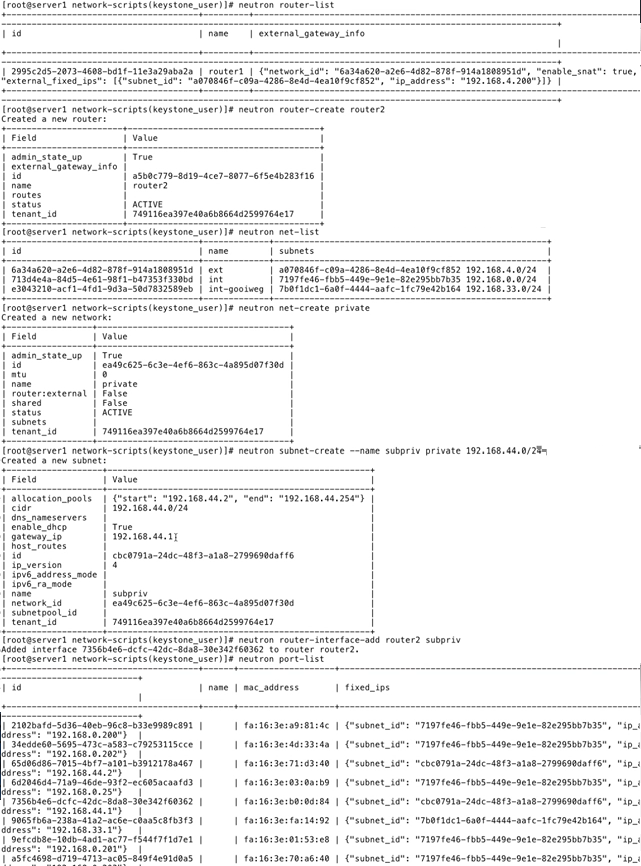 [root@server1 network-scripts(keystone_user)]# neutron router-list
| id | name | external_gateway_info
|
| 2995c2d5-2073-4608-bd1f-11e3a29aba2a | router1 | {"network_id": "6a34a620-a2e6-4d82-878f-914a1808951d", "enable_snat": true,
"external_fixed_ips": [{"subnet_id": "a070846f-c09a-4286-8e4d-4ea10f9cf852", "ip_address": "192.168.4.200"}]} |
[root@server1 network-scripts(keystone_user)]# neutron router-create router2
Created a new router:
| Field | Value |
| admin_state_up | True |
| external_gateway_info | |
| id | a5b0c779-8d19-4ce7-8077-6f5e4b283f16 |
| name | router2 |
| routes | |
| status | ACTIVE |
| tenant_id | 749116ea397e40a6b8664d2599764e17 |
[root@server1 network-scripts(keystone_user)]# neutron net-list
| id | name | subnets |
| 6a34a620-a2e6-4d82-878f-914a1808951d | ext | a070846f-c09a-4286-8e4d-4ea10f9cf852 192.168.4.0/24 |
| 713d4e4a-84d5-4e61-98f1-b47353f330bd | int | 7197fe46-fbb5-449e-9e1e-82e295bb7b35 192.168.0.0/24 |
| e3043210-acf1-4fd1-9d3a-50d7832589eb | int-gooiweg | 7b0f1dc1-6a0f-4444-aafc-1fc79e42b164 192.168.33.0/24 |
[root@server1 network-scripts(keystone_user)]# neutron net-create private
Created a new network:
| Field | Value |
| admin_state_up | True |
| id | ea49c625-6c3e-4ef6-863c-4a895d07f30d |
| mtu | 0 |
| name | private |
| router:external | False |
| shared | False |
| status | ACTIVE |
| subnets | |
| tenant_id | 749116ea397e40a6b8664d2599764e17 |
[root@server1 network-scripts(keystone_user)]# neutron subnet-create --name subpriv private 192.168.44.0/24
Created a new subnet:
| Field | Value |
| allocation_pools | {"start": "192.168.44.2", "end": "192.168.44.254"} |
| cidr | 192.168.44.0/24 |
| dns_nameservers | |
| enable_dhcp | True |
| gateway_ip | 192.168.44.1 |
| host_routes | |
| id | cbc0791a-24dc-48f3-a1a8-2799690daff6 |
| ip_version | 4 |
| ipv6_address_mode | |
| ipv6_ra_mode | |
| name | subpriv |
| network_id | ea49c625-6c3e-4ef6-863c-4a895d07f30d |
| subnetpool_id | |
| tenant_id | 749116ea397e40a6b8664d2599764e17 |
[root@server1 network-scripts(keystone_user)]# neutron router-interface-add router2 subpriv
Added interface 7356b4e6-dcfc-42dc-8da8-30e342f60362 to router router2.
[root@server1 network-scripts(keystone_user)]# neutron port-list
| id | name | mac_address | fixed_ips
|
| 2102bafd-5d36-40eb-96c8-b33e9989c891 | | fa:16:3e:a9:81:4c | {"subnet_id": "7197fe46-fbb5-449e-9e1e-82e295bb7b35", "ip_a
ddress": "192.168.0.200"} |
| 34edde60-5695-473c-a583-c79253115cce | | fa:16:3e:4d:33:4a | {"subnet_id": "7197fe46-fbb5-449e-9e1e-82e295bb7b35", "ip_a
ddress": "192.168.0.202"} |
| 65d06d86-7015-4bf7-a101-b3912178a467 | | fa:16:3e:71:d3:40 | {"subnet_id": "cbc0791a-24dc-48f3-a1a8-2799690daff6", "ip_a
ddress": "192.168.44.2"} |
| 6d2046d4-71a9-46de-93f2-ec605acaafd3 | | fa:16:3e:03:0a:b9 | {"subnet_id": "7197fe46-fbb5-449e-9e1e-82e295bb7b35", "ip_a
ddress": "192.168.0.25"} |
| 7356b4e6-dcfc-42dc-8da8-30e342f60362 | | fa:16:3e:b0:0d:84 | {"subnet_id": "cbc0791a-24dc-48f3-a1a8-2799690daff6", "ip_a
ddress": "192.168.44.1"} |
| 9065fb6a-238a-41a2-ac6e-c0aa5c8fb3f3 | | fa:16:3e:fa:14:92 | {"subnet_id": "7b0f1dc1-6a0f-4444-aafc-1fc79e42b164", "ip_a
ddress": "192.168.33.1"} |
| 9efcdb8e-10db-4ad1-ac77-f544f7f1d7e1 | | fa:16:3e:01:53:e8 | {"subnet_id": "7197fe46-fbb5-449e-9e1e-82e295bb7b35", "ip_a
ddress": "192.168.0.201"} |
| a5fc4698-d719-4713-ac05-849f4e91d0a5 | | fa:16:3e:70:a6:40 | {"subnet_id": "7197fe46-fbb5-449e-9e1e-82e295bb7b35", "ip_a